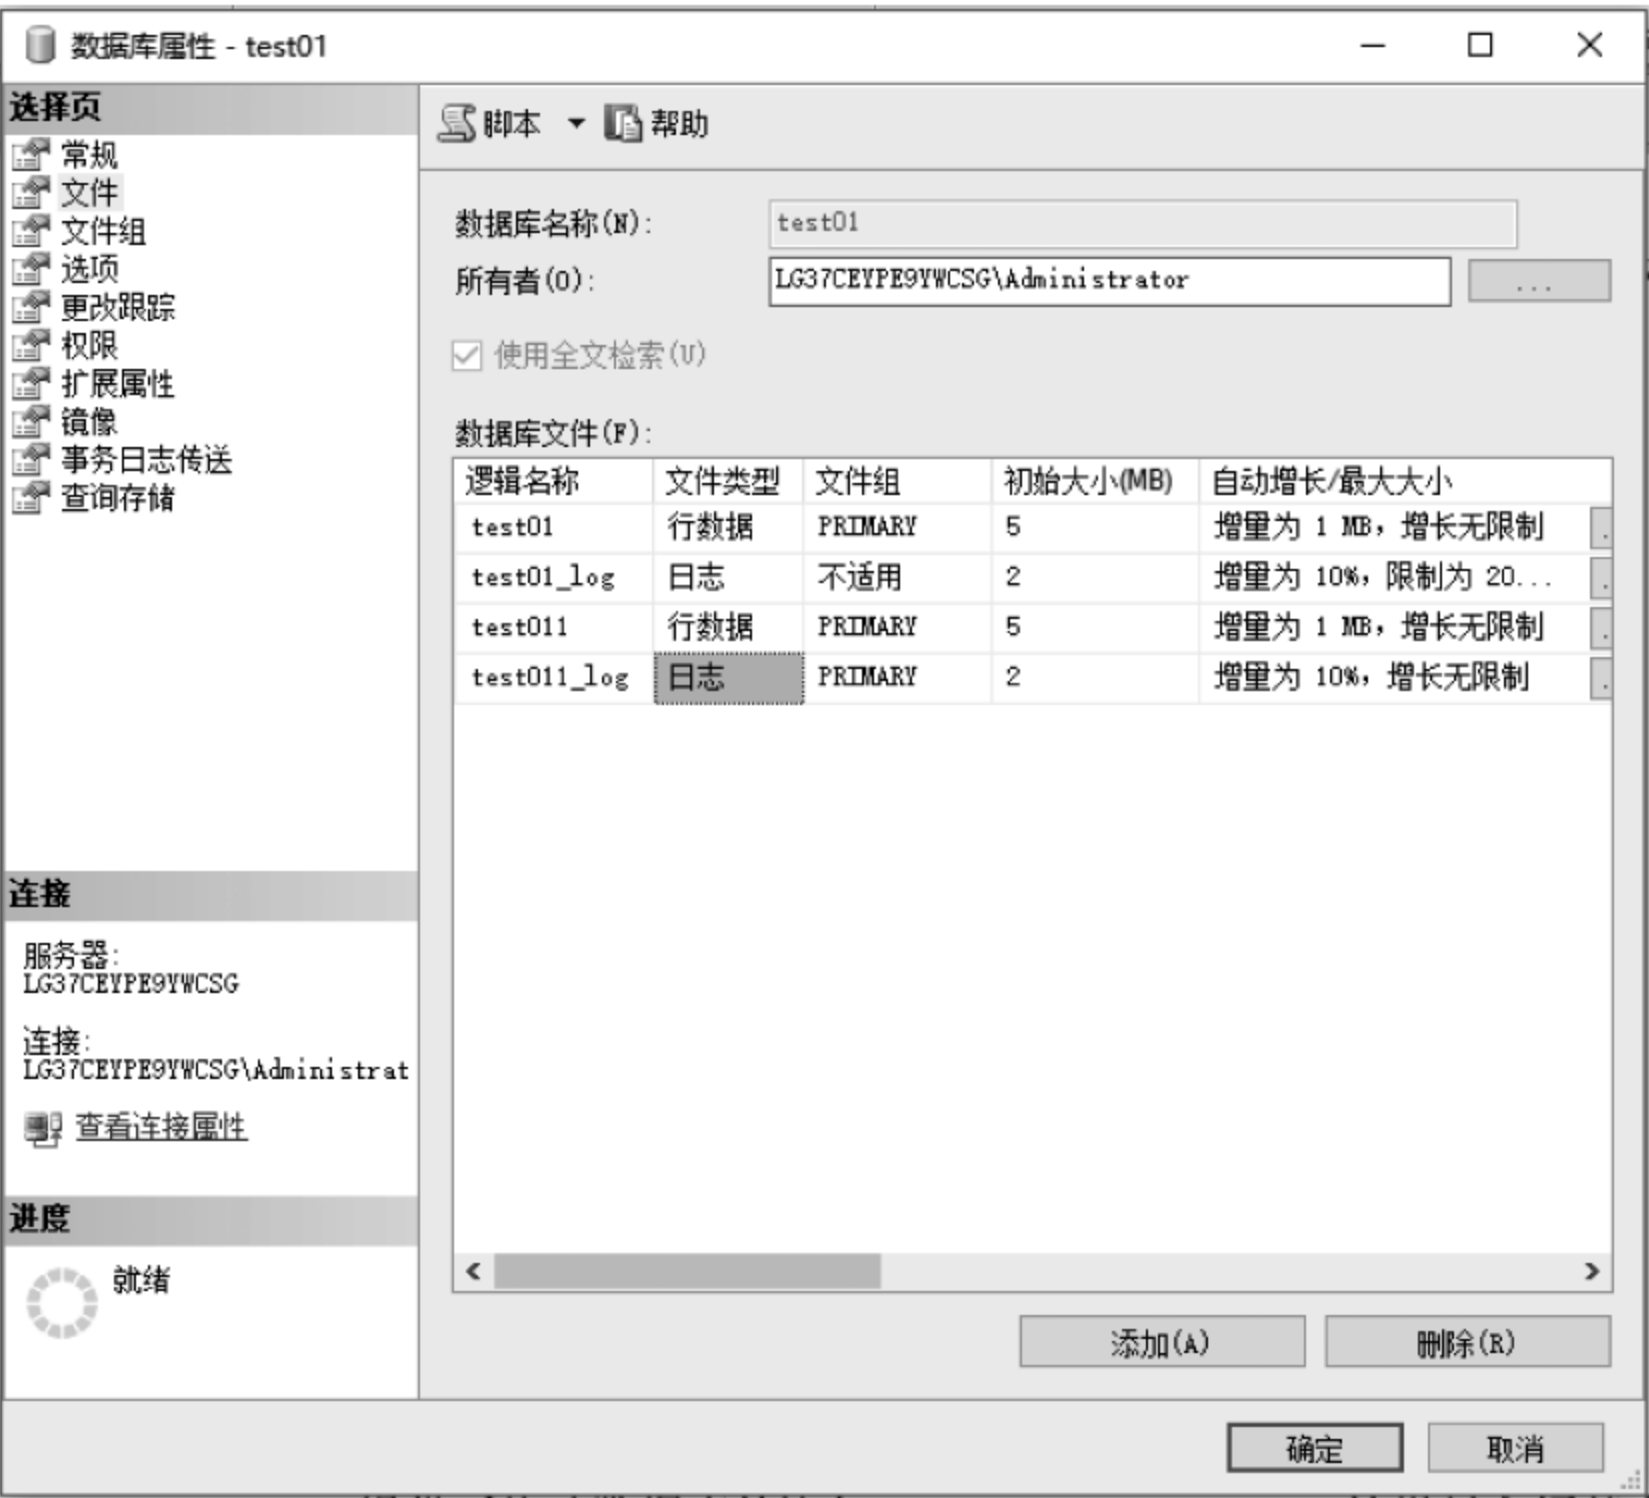 数据库属性 - test01
选择页
常规
文件
文件组
选项
更改跟踪
权限
扩展属性
镜像
事务日志传送
查询存储
连接
服务器:
LG37CEYPE9YWCSG
连接:
LG37CEYPE9YWCSG\Administrat
查看连接属性
进度
就绪
脚本 帮助
数据库名称(N): test01
所有者(O): LG37CEYPE9YWCSG\Administrator ...
使用全文检索(U)
数据库文件(F):
逻辑名称 文件类型 文件组 初始大小(MB) 自动增长/最大大小
test01 行数据 PRIMARY 5 增量为 1 MB，增长无限制
test01_log 日志 不适用 2 增量为 10%，限制为 20...
test011 行数据 PRIMARY 5 增量为 1 MB，增长无限制
test011_log 日志 PRIMARY 2 增量为 10%，增长无限制
添加(A) 删除(R)
确定 取消